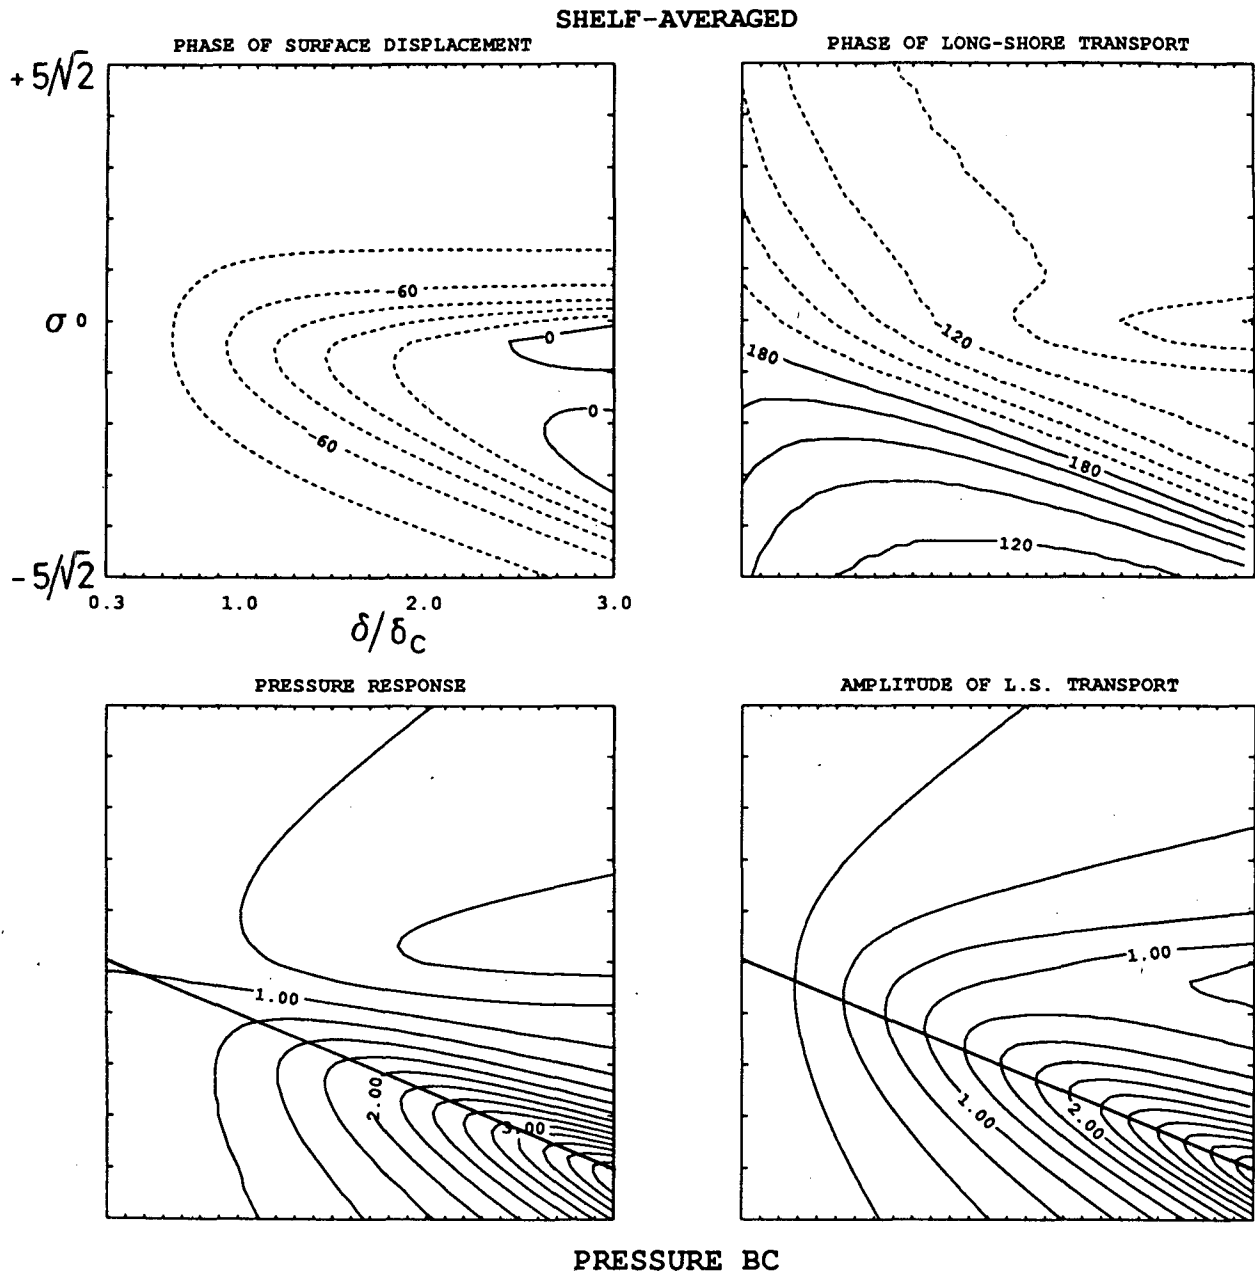 SHELF-AVERAGED
PHASE OF SURFACE DISPLACEMENT
PHASE OF LONG-SHORE TRANSPORT
+5/√2
σ 0
-5/√2
-60
0
0
-60
0.3 1.0 2.0 3.0
δ/δc
120
180
180
120
PRESSURE RESPONSE
AMPLITUDE OF L.S. TRANSPORT
1.00
2.00
3.00
1.00
1.00
2.00
PRESSURE BC